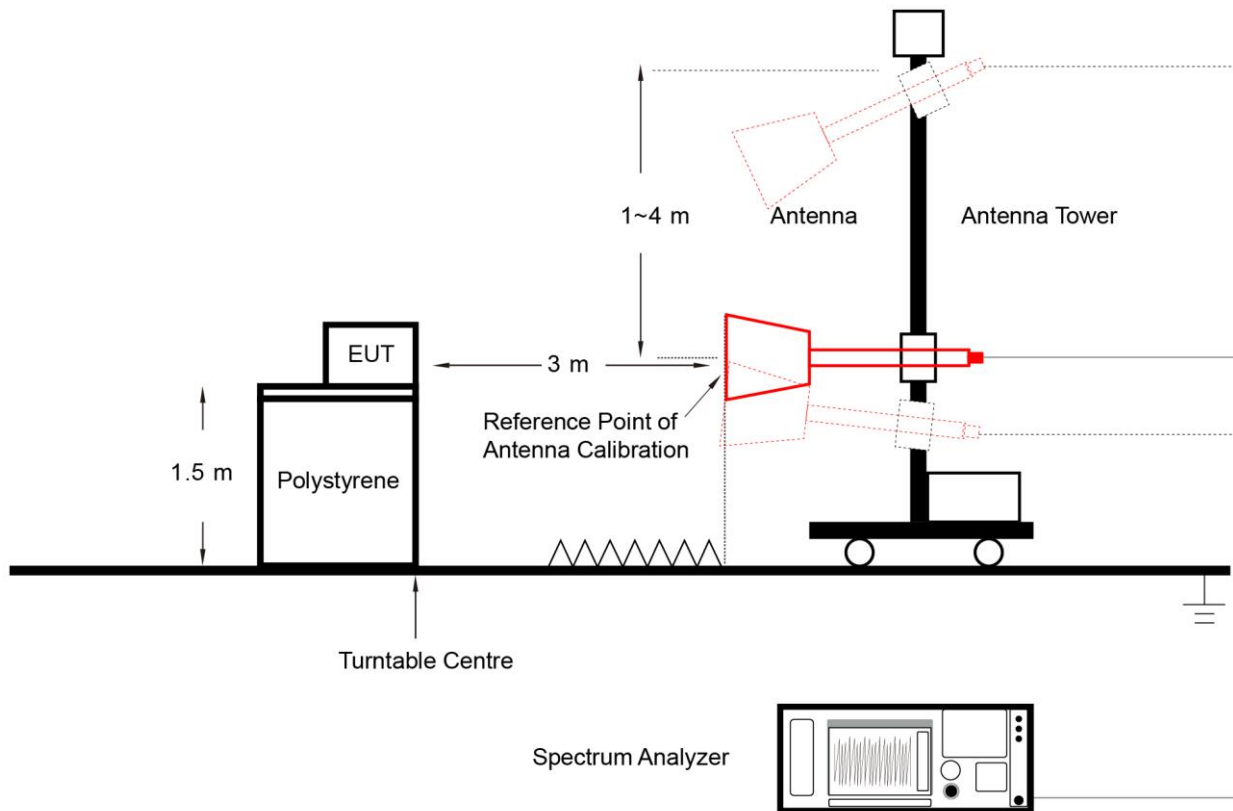 1~4 m
Antenna
Antenna Tower
EUT
3 m
Reference Point of
Antenna Calibration
1.5 m
Polystyrene
Turntable Centre
Spectrum Analyzer